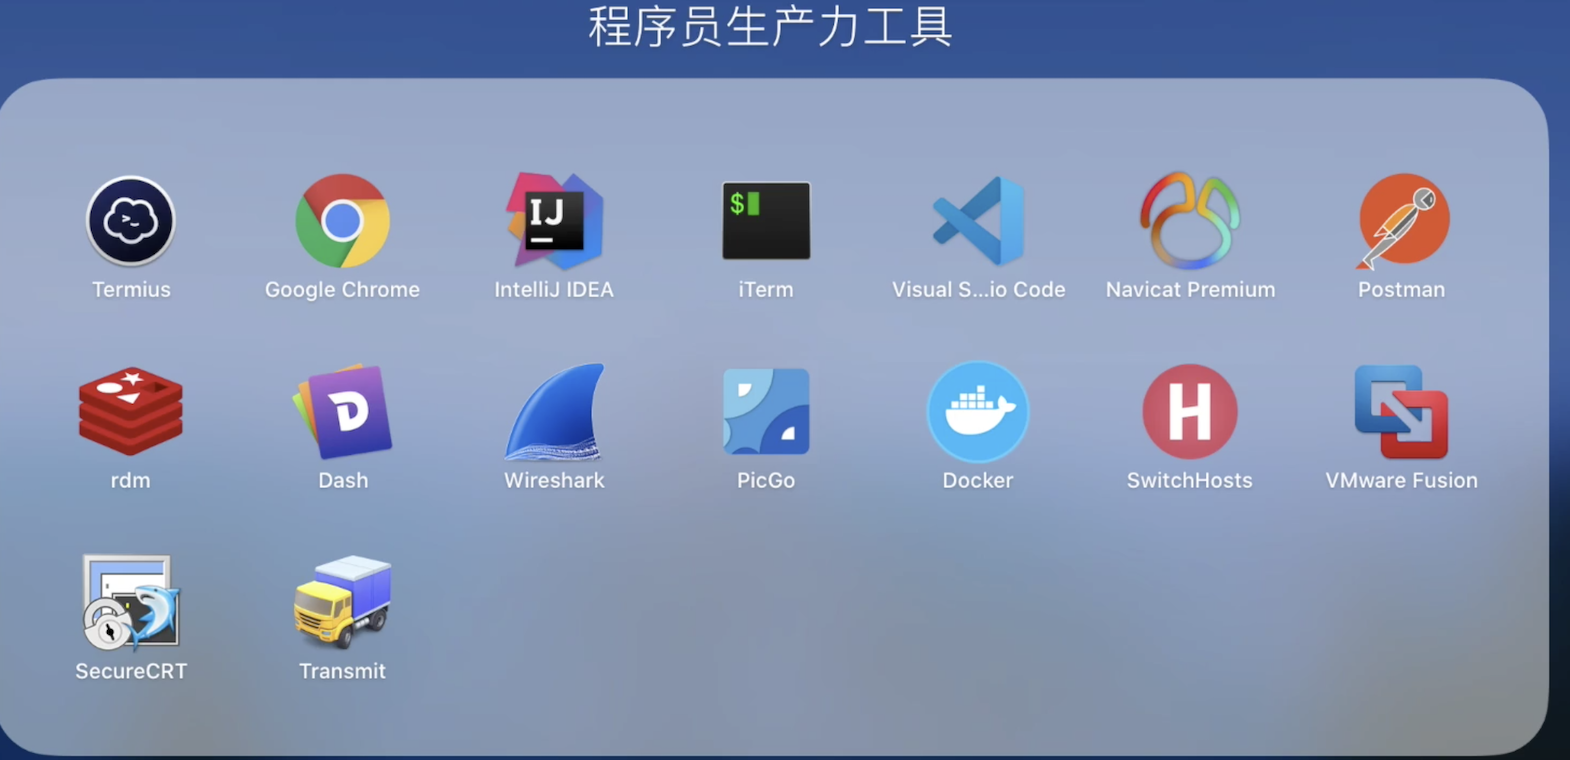 程序员生产力工具
$
IJ
Termius
Google Chrome
IntelliJ IDEA
iTerm
Visual S...io Code
Navicat Premium
Postman
D
H
rdm
Dash
Wireshark
PicGo
Docker
SwitchHosts
VMware Fusion
SecureCRT
Transmit